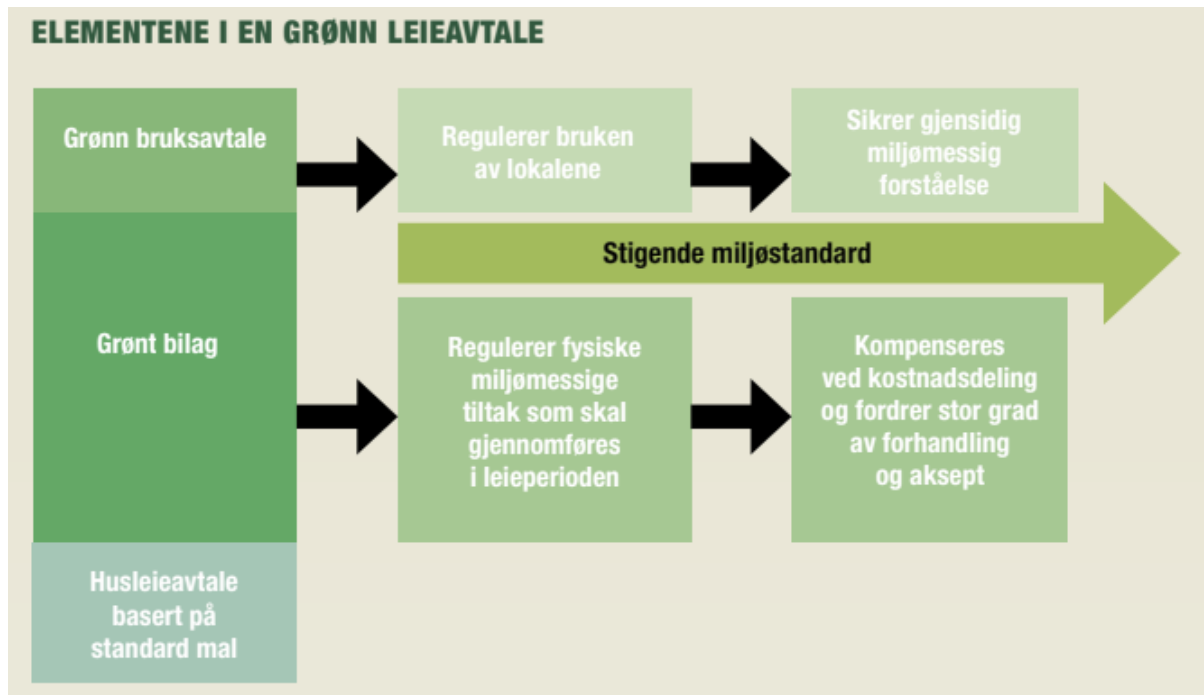 ELEMENTENE I EN GRØNN LEIEAVTALE
Grønn bruksavtale
Regulerer bruken
av lokalene
Sikrer gjensidig
miljømessig
forståelse
Stigende miljøstandard
Grønt bilag
Regulerer fysiske
miljømessige
tiltak som skal
gjennomføres
i leieperioden
Kompenseres
ved kostnadsdeling
og fordrer stor grad
av forhandling
og aksept
Husleieavtale
basert på
standard mal